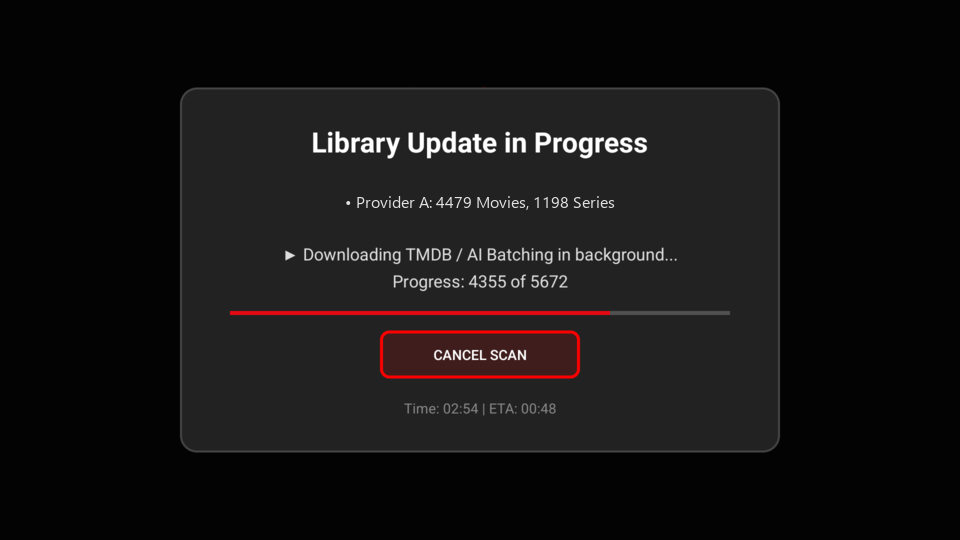 Library Update in Progress
• Provider A: 4479 Movies, 1198 Series
► Downloading TMDB / AI Batching in background...
Progress: 4355 of 5672
CANCEL SCAN
Time: 02:54 | ETA: 00:48